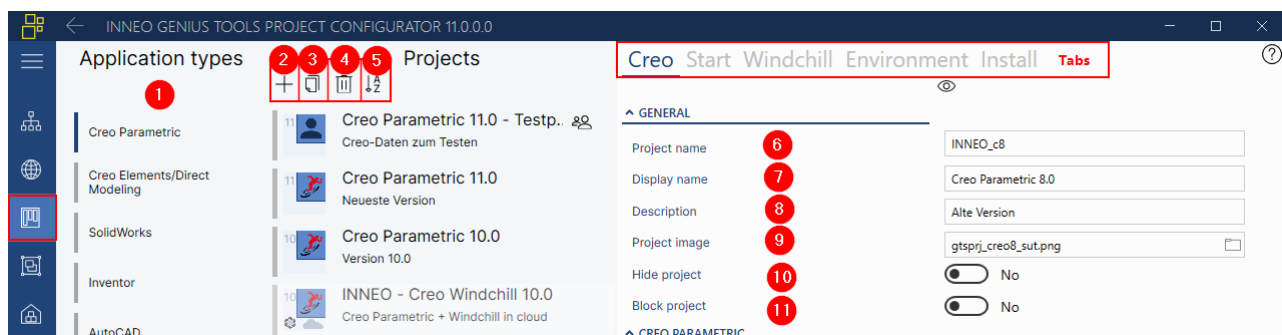 INNEO GENIUS TOOLS PROJECT CONFIGURATOR 11.0.0.0
Application types
1
Creo Parametric
Creo Elements/Direct
Modeling
SolidWorks
Inventor
AutoCAD
2 3 4 5 Projects
11 Creo Parametric 11.0 - Testp..
Creo-Daten zum Testen
11 Creo Parametric 11.0
Neueste Version
10 Creo Parametric 10.0
Version 10.0
10 INNEO - Creo Windchill 10.0
Creo Parametric + Windchill in cloud
Creo Start Windchill Environment Install Tabs
GENERAL
Project name 6 INNEO_c8
Display name 7 Creo Parametric 8.0
Description 8 Alte Version
Project image 9 gtsprj_creo8_sut.png
Hide project 10 No
Block project 11 No
CREO PARAMETRIC